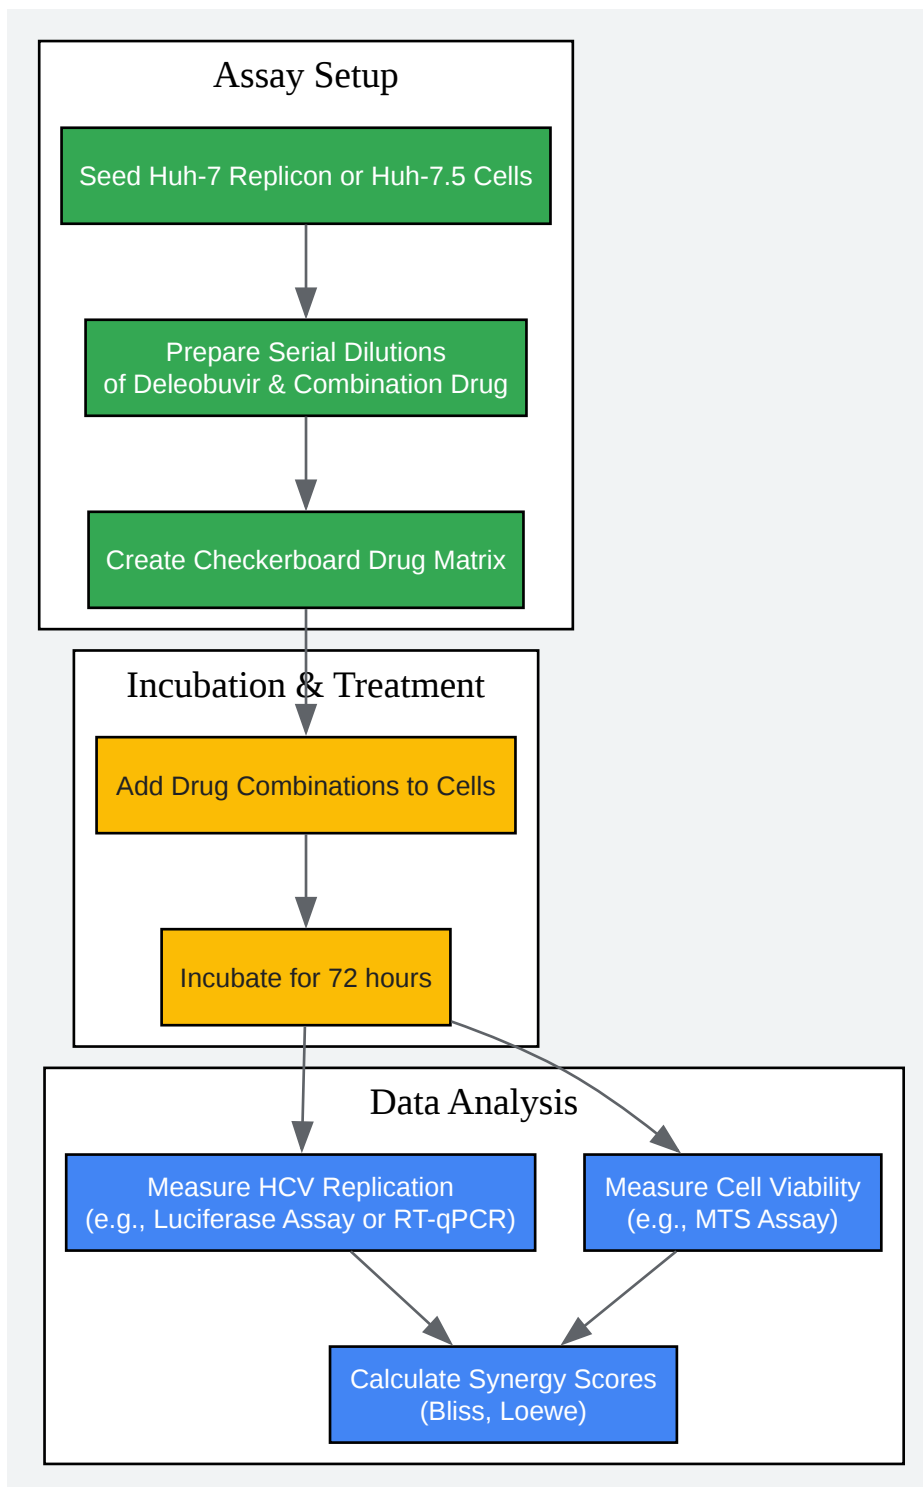 Assay Setup
Seed Huh-7 Replicon or Huh-7.5 Cells
Prepare Serial Dilutions
of Deleobuvir & Combination Drug
Create Checkerboard Drug Matrix
Incubation & Treatment
Add Drug Combinations to Cells
Incubate for 72 hours
Data Analysis
Measure HCV Replication
(e.g., Luciferase Assay or RT-qPCR)
Measure Cell Viability
(e.g., MTS Assay)
Calculate Synergy Scores
(Bliss, Loewe)